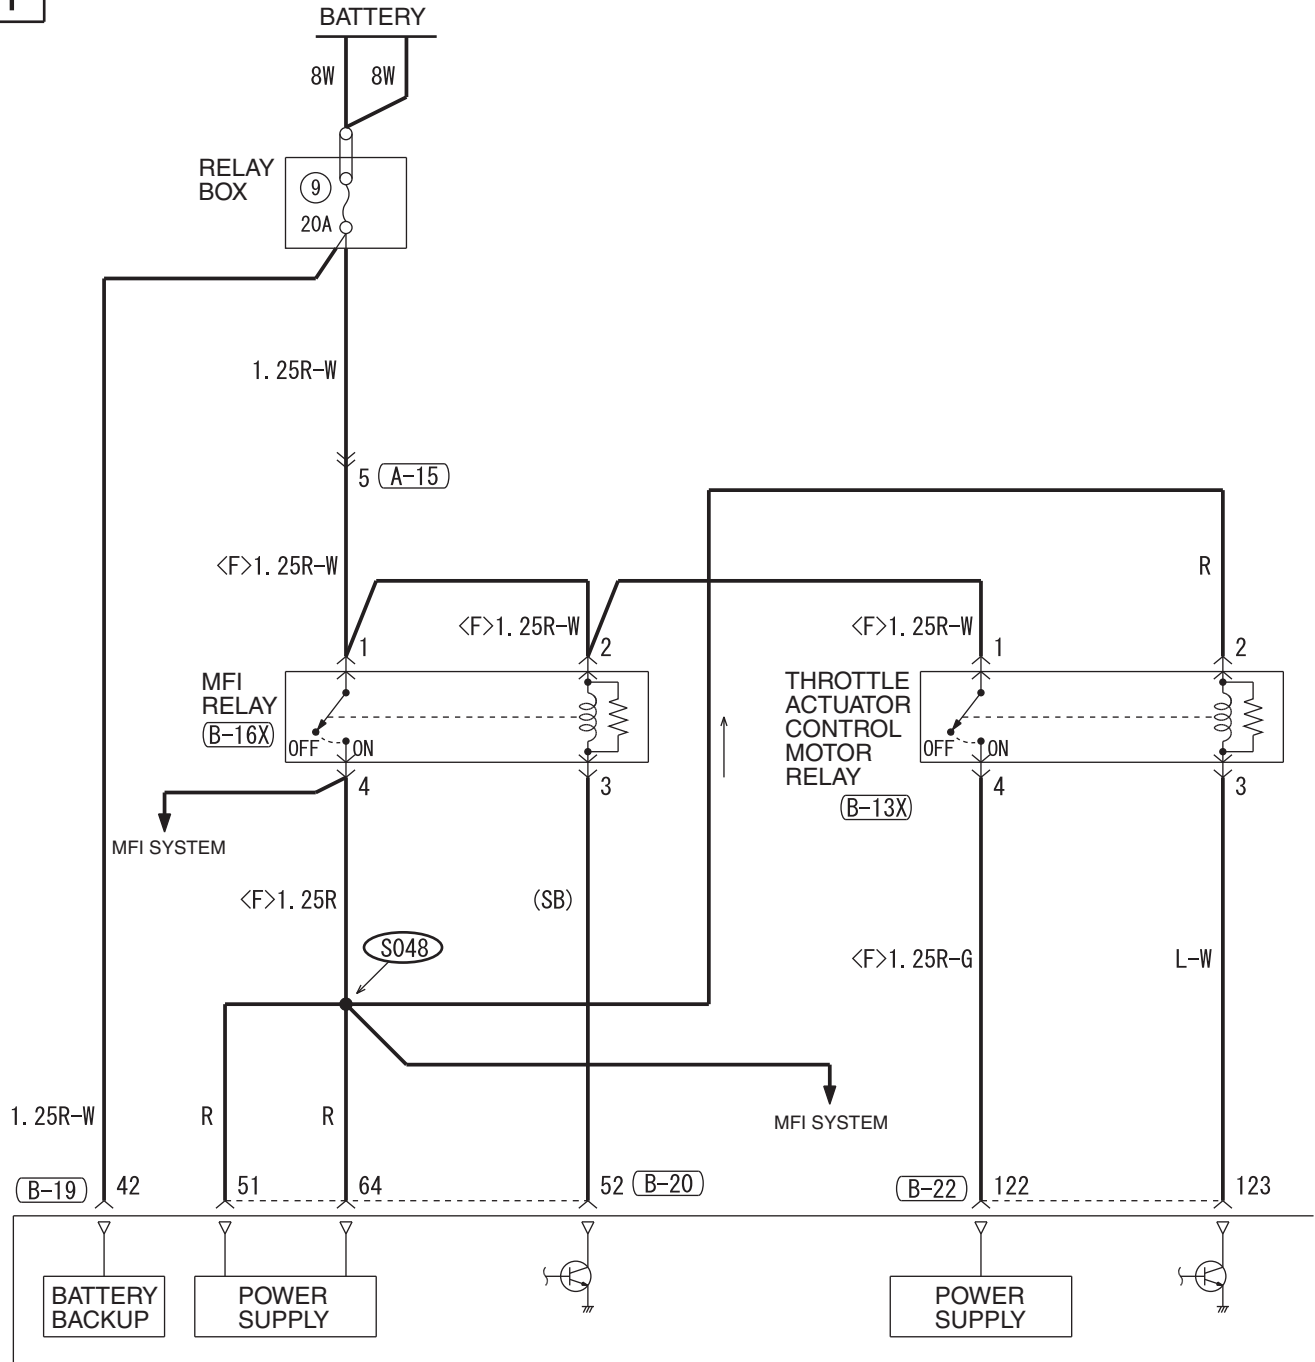 BATTERY
8W 8W
RELAY
BOX
9
20A
1.25R-W
5 A-15
<F>1.25R-W
R
<F>1.25R-W
<F>1.25R-W
1
2
1
2
MFI
RELAY
B-16X
OFF ON
THROTTLE
ACTUATOR
CONTROL
MOTOR
RELAY
B-13X
OFF ON
4
3
4
3
MFI SYSTEM
<F>1.25R
(SB)
S048
<F>1.25R-G
L-W
1.25R-W
R
R
MFI SYSTEM
B-19 42
51
64
52 B-20
B-22 122
123
BATTERY
BACKUP
POWER
SUPPLY
POWER
SUPPLY